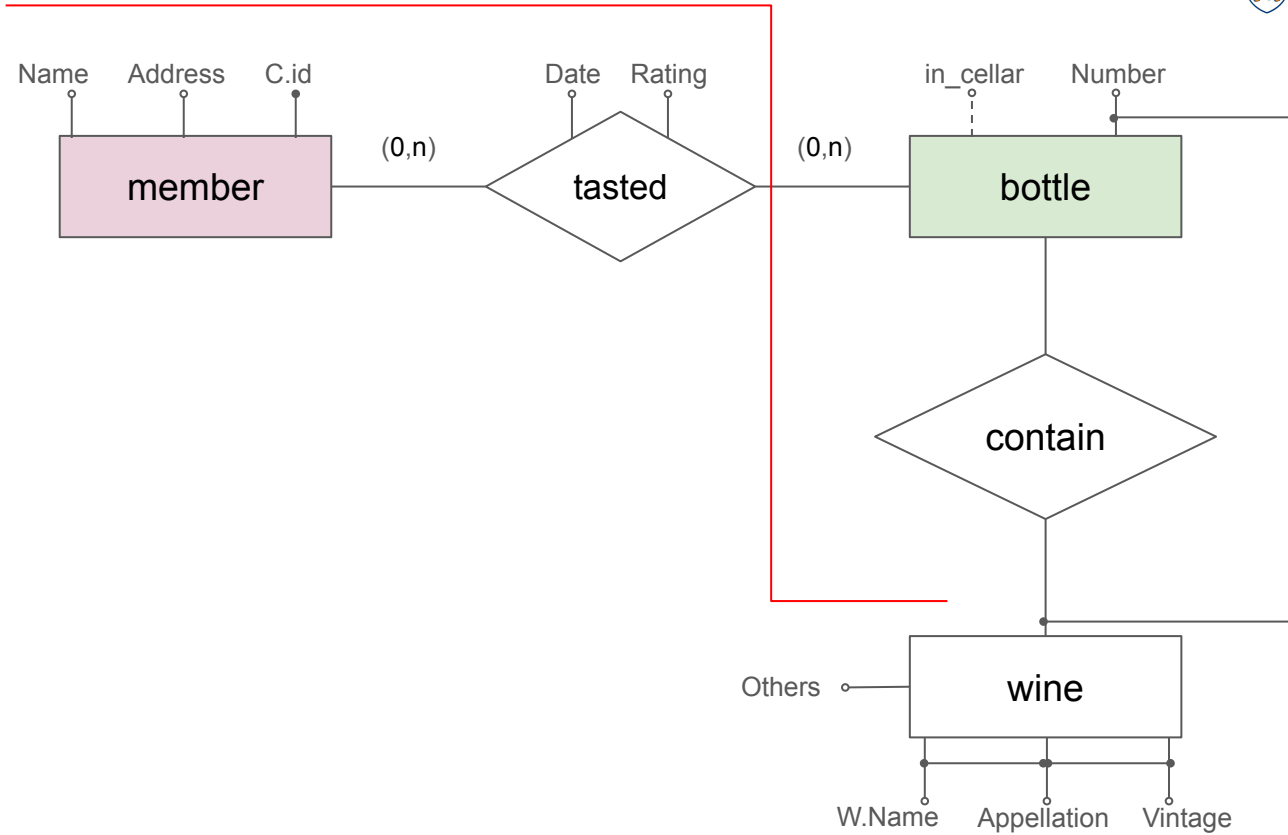 Name Address C.id Date Rating in_cellar Number
(0,n) (0,n)
member tasted bottle
contain
Others wine
W.Name Appellation Vintage